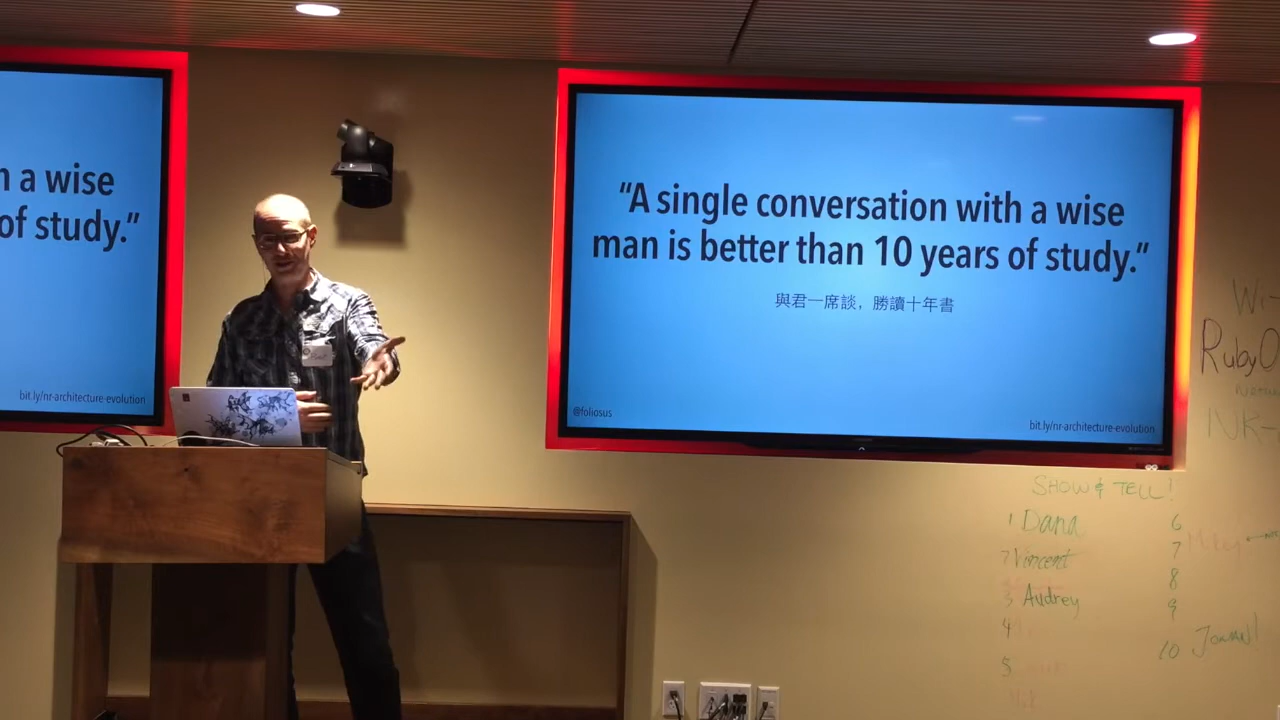 n a wise
of study.”
bit.ly/nr-architecture-evolution
“A single conversation with a wise
man is better than 10 years of study.”
與君一席談，勝讀十年書
@foliosus
bit.ly/nr-architecture-evolution
SHOW & TELL!
1 Dana
Vincent
3 Audrey
4
5
6
7 Mikey
8
9
10